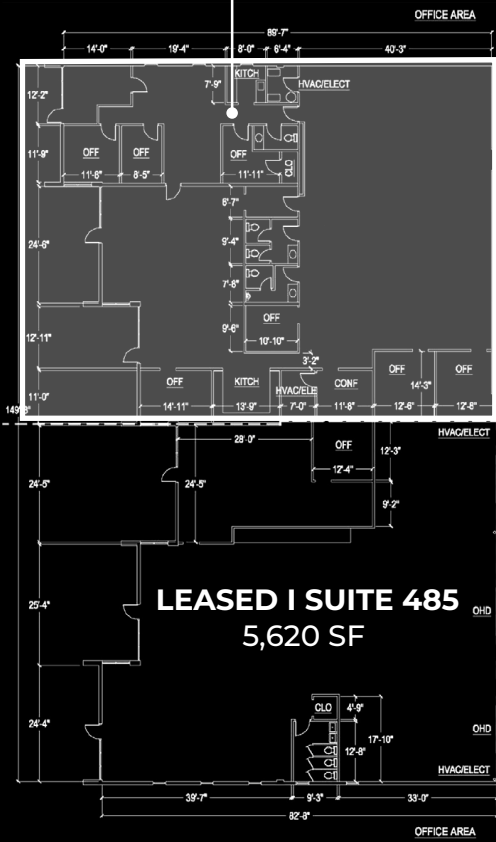 OFFICE AREA
89'-7"
14'-0" 19'-4" 8'-0" 6'-4" 40'-3"
7'-9" KITCH
HVAC/ELECT
12'-2"
11'-9" OFF OFF OFF CLO
11'-8" 8'-5" 11'-11"
6'-7"
24'-6" 9'-4"
7'-8"
9'-6" OFF
10'-10"
12'-11" 3'-2"
OFF KITCH CONF OFF OFF
HVAC/ELE 14'-3"
11'-0" 14'-11" 13'-9" 7'-0" 11'-8" 12'-6" 12'-8"
HVAC/ELECT
28'-0" OFF 12'-3"
12'-4"
24'-5" 24'-5"
9'-2"
LEASED I SUITE 485
25'-4" OHD
5,620 SF
CLO 4'-9"
24'-4" OHD
17'-10"
12'-8"
HVAC/ELECT
39'-7" 9'-3" 33'-0"
82'-8"
OFFICE AREA